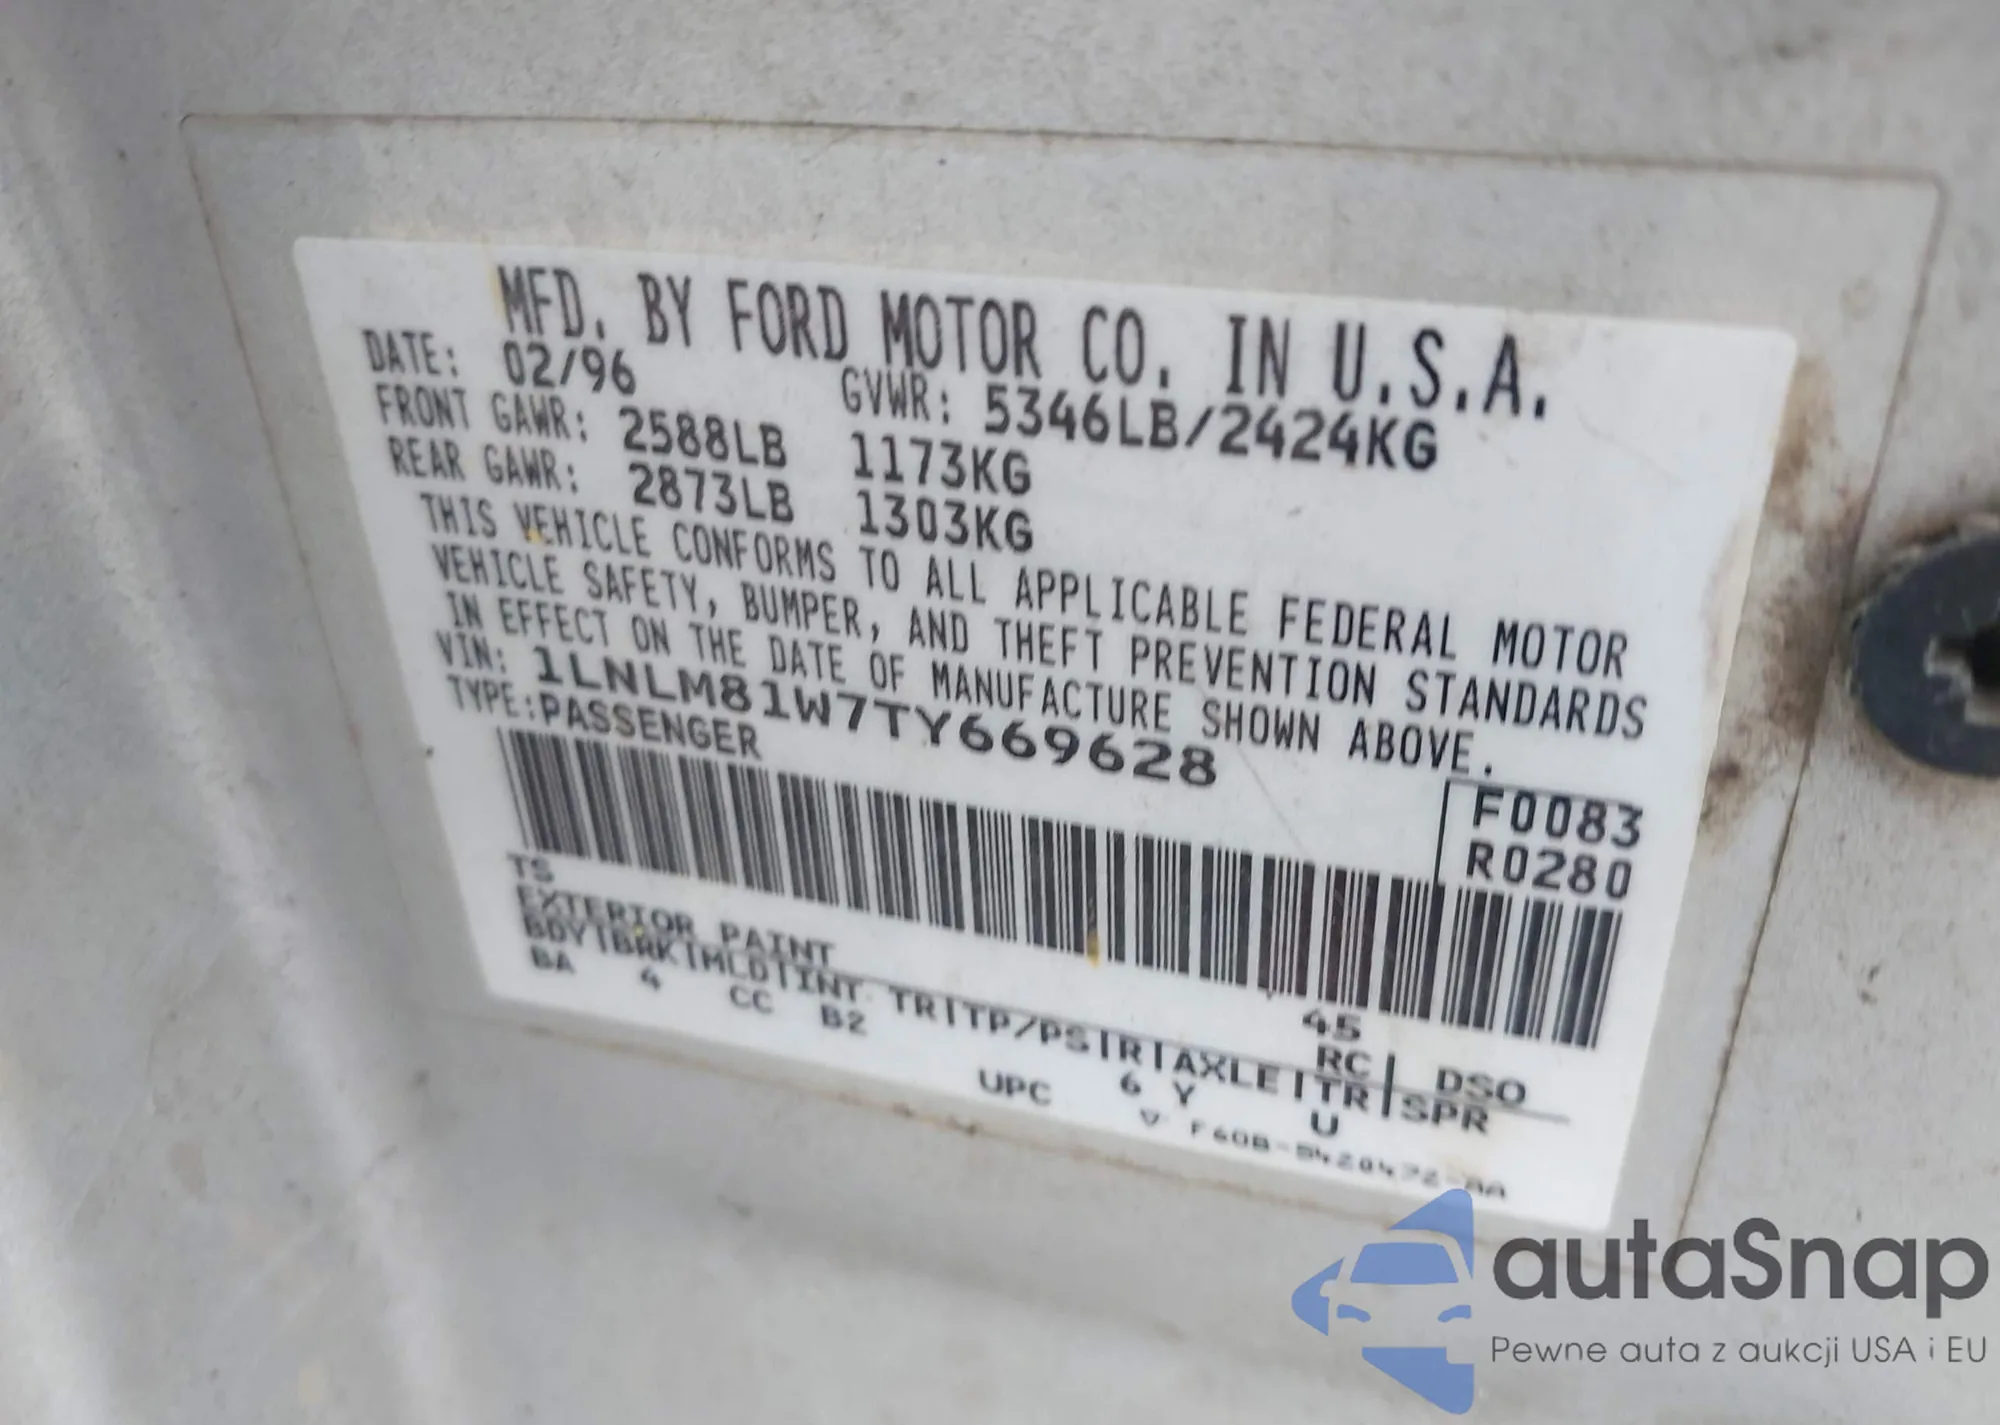 MFD. BY FORD MOTOR CO. IN U.S.A.
DATE: 02/96 GVWR: 5346LB/2424KG
FRONT GAWR: 2588LB 1173KG
REAR GAWR: 2873LB 1303KG
THIS VEHICLE CONFORMS TO ALL APPLICABLE FEDERAL MOTOR
VEHICLE SAFETY, BUMPER, AND THEFT PREVENTION STANDARDS
IN EFFECT ON THE DATE OF MANUFACTURE SHOWN ABOVE.
VIN: 1LNLM81W7TY669628
TYPE:PASSENGER
F0083
R0280
TS
45
EXTERIOR PAINT
RC DSO
BDY BRK MLD INT TR TP/PS R AXLE TR SPR
BA 4 CC B2 6 Y U
UPC
▽ F60B-5420472-AA
autaSnap
Pewne auta z aukcji USA i EU